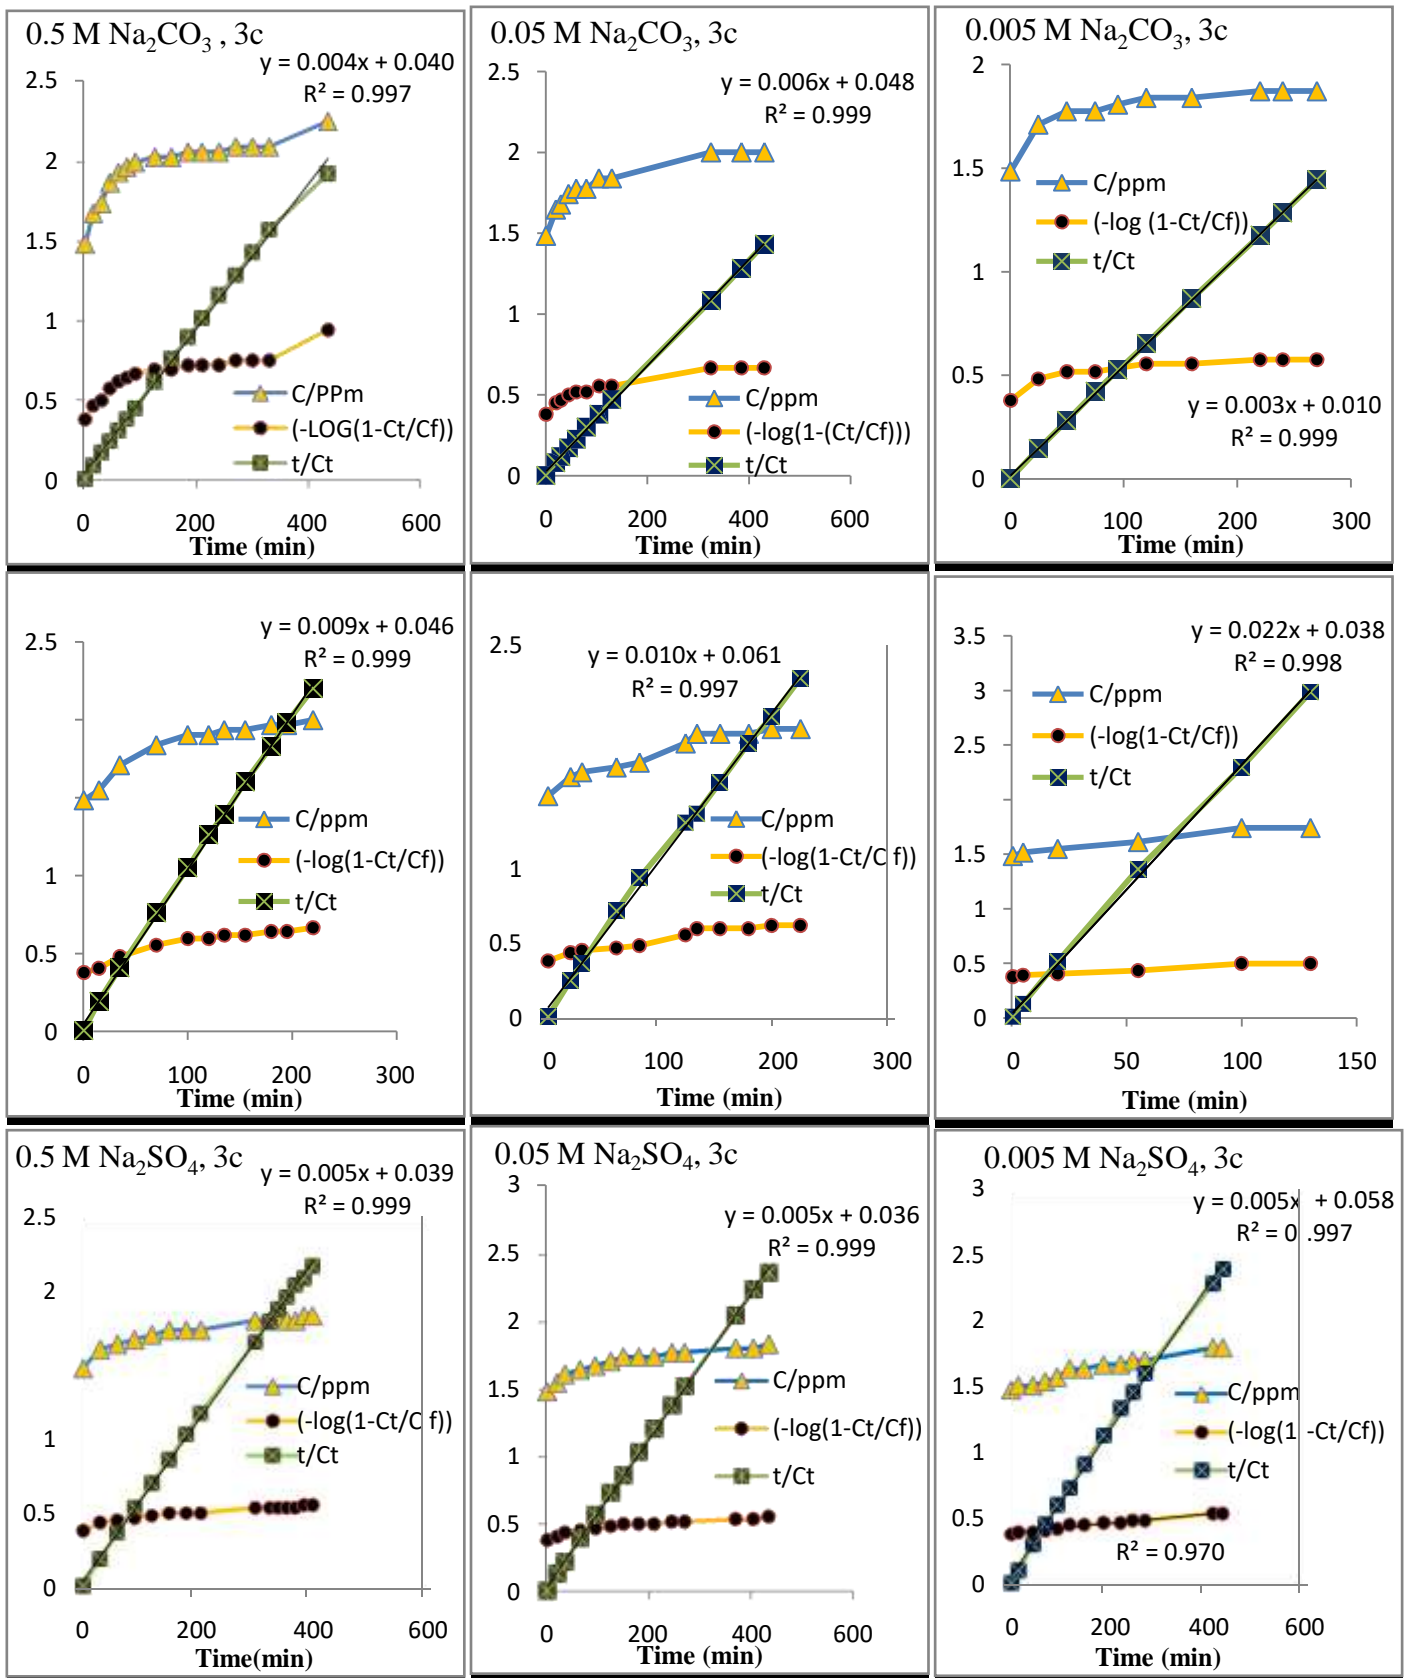 0.5 M Na₂CO₃ , 3c
y = 0.004x + 0.040
R² = 0.997
2.5
2
1.5
1
0.5
0
C/PPm
(-LOG(1-Ct/Cf))
t/Ct
0 200 400 600
Time (min)
0.05 M Na₂CO₃, 3c
y = 0.006x + 0.048
R² = 0.999
2.5
2
1.5
1
0.5
0
C/ppm
(-log(1-(Ct/Cf)))
t/Ct
0 200 400 600
Time (min)
0.005 M Na₂CO₃, 3c
2
1.5
1
0.5
0
C/ppm
(-log (1-Ct/Cf))
t/Ct
y = 0.003x + 0.010
R² = 0.999
0 100 200 300
Time (min)
y = 0.009x + 0.046
R² = 0.999
2.5
1
0.5
0
C/ppm
(-log(1-Ct/Cf))
t/Ct
0 100 200 300
Time (min)
2.5
y = 0.010x + 0.061
R² = 0.997
1
0.5
0
C/ppm
(-log(1-Ct/C f))
t/Ct
0 100 200 300
Time (min)
3.5
3
2.5
2
1.5
1
0.5
0
y = 0.022x + 0.038
R² = 0.998
C/ppm
(-log(1-Ct/Cf))
t/Ct
0 50 100 150
Time (min)
0.5 M Na₂SO₄, 3c
y = 0.005x + 0.039
R² = 0.999
2.5
2
1.5
1
0.5
0
C/ppm
(-log(1-Ct/C f))
t/Ct
0 200 400 600
Time(min)
0.05 M Na₂SO₄, 3c
3
y = 0.005x + 0.036
R² = 0.999
2.5
2
1.5
1
0.5
0
C/ppm
(-log(1-Ct/Cf))
t/Ct
0 200 400 600
Time (min)
0.005 M Na₂SO₄, 3c
3
y = 0.005x + 0.058
R² = 0 .997
2.5
2
1.5
1
0.5
0
C/ppm
(-log(1 -Ct/Cf))
t/Ct
R² = 0.970
0 200 400 600
Time (min)